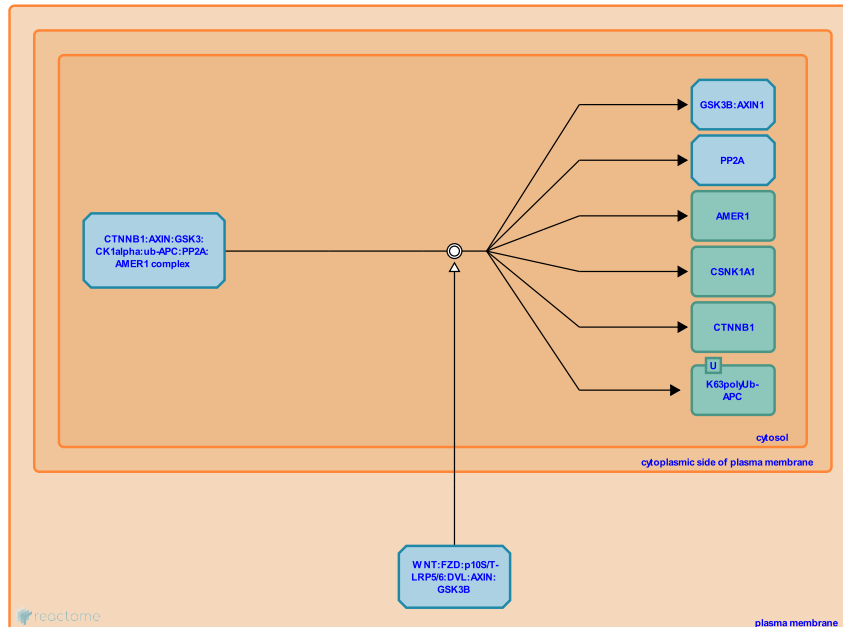 GSK3B:AXIN1
PP2A
AMER1
CTNNB1:AXIN:GSK3:
CK1alpha:ub-APC:PP2A:
AMER1 complex
CSNK1A1
CTNNB1
U
K63polyUb-
APC
cytosol
cytoplasmic side of plasma membrane
WNT:FZD:p10S/T-
LRP5/6:DVL:AXIN:
GSK3B
reactome
plasma membrane